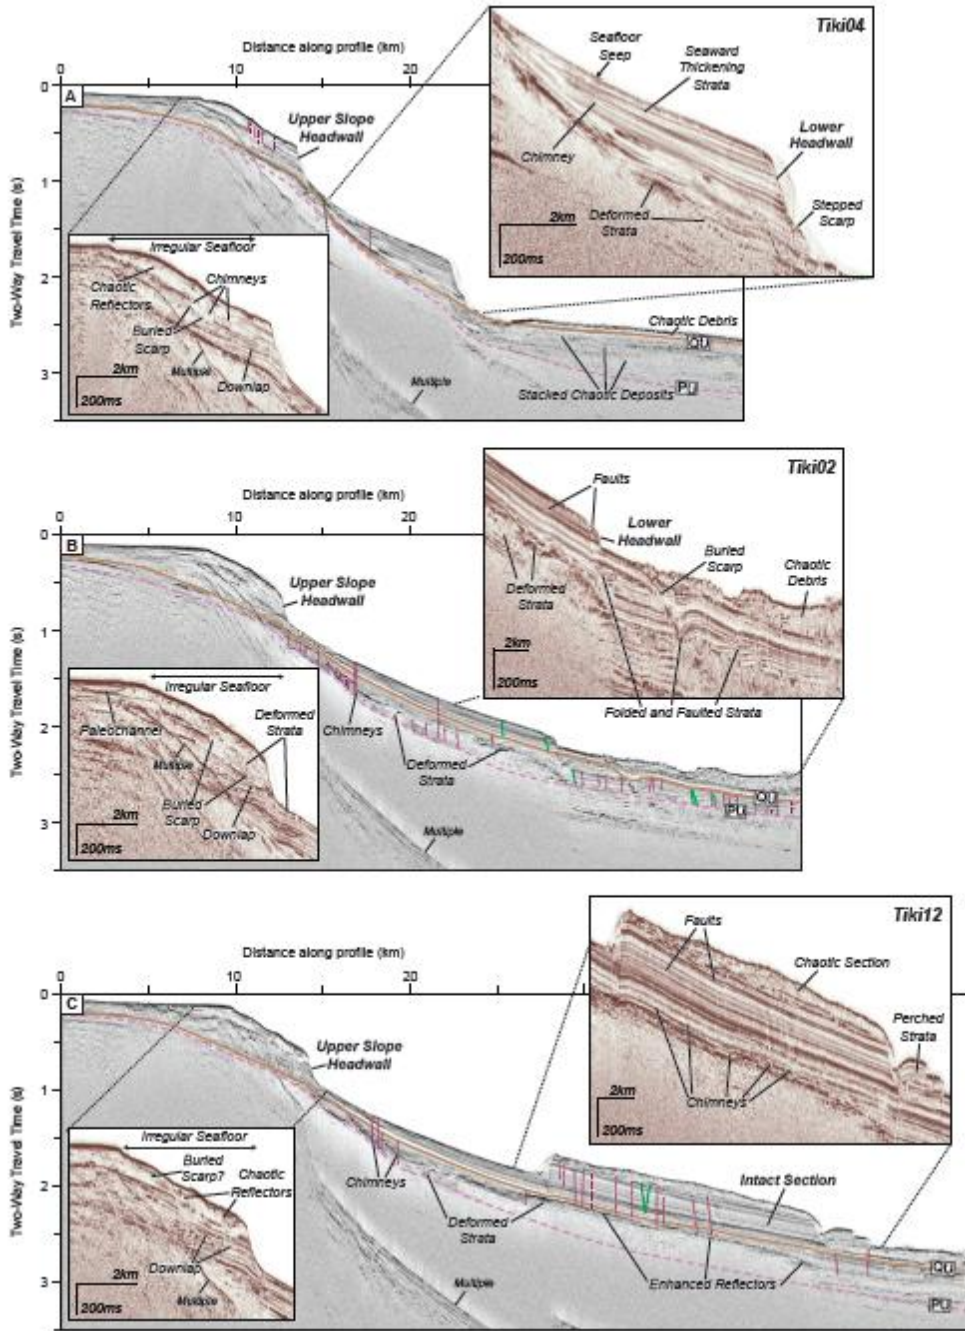 Tiki04
Distance along profile (km)
0
10
20
Seafloor
Seep
Seaward
Thickening
Strata
0
A
Upper Slope
Headwall
Lower
Headwall
Chimney
1
Stepped
Scarp
Deformed
Strata
2km
200ms
Two-Way Travel Time (s)
Irregular Seafloor
Chimneys
Chaotic
Reflectors
2
Buried
Scarp
Chaotic Debris
QU
Multiple
2km
Downlap
200ms
3
Multiple
Stacked Chaotic Deposits
PU
Tiki02
Faults
Distance along profile (km)
0
10
20
Lower
Headwall
0
B
Buried
Scarp
Chaotic
Debris
Deformed
Strata
Upper Slope
Headwall
1
2km
200ms
Two-Way Travel Time (s)
Irregular Seafloor
Folded and Faulted Strata
Deformed
Strata
Paleochannel
2
Chimneys
Multiple
Deformed
Strata
Buried
Scarp
QU
PU
2km
Downlap
200ms
3
Multiple
Tiki12
Faults
Distance along profile (km)
Chaotic Section
0
10
20
0
C
Perched
Strata
Upper Slope
Headwall
2km
Chimneys
1
200ms
Two-Way Travel Time (s)
Irregular Seafloor
Buried
Scarp?
Chaotic
Reflectors
Chimneys
2
Intact Section
Deformed
Strata
Downlap
2km
Enhanced Reflectors
QU
Multiple
Multiple
200ms
3
PU